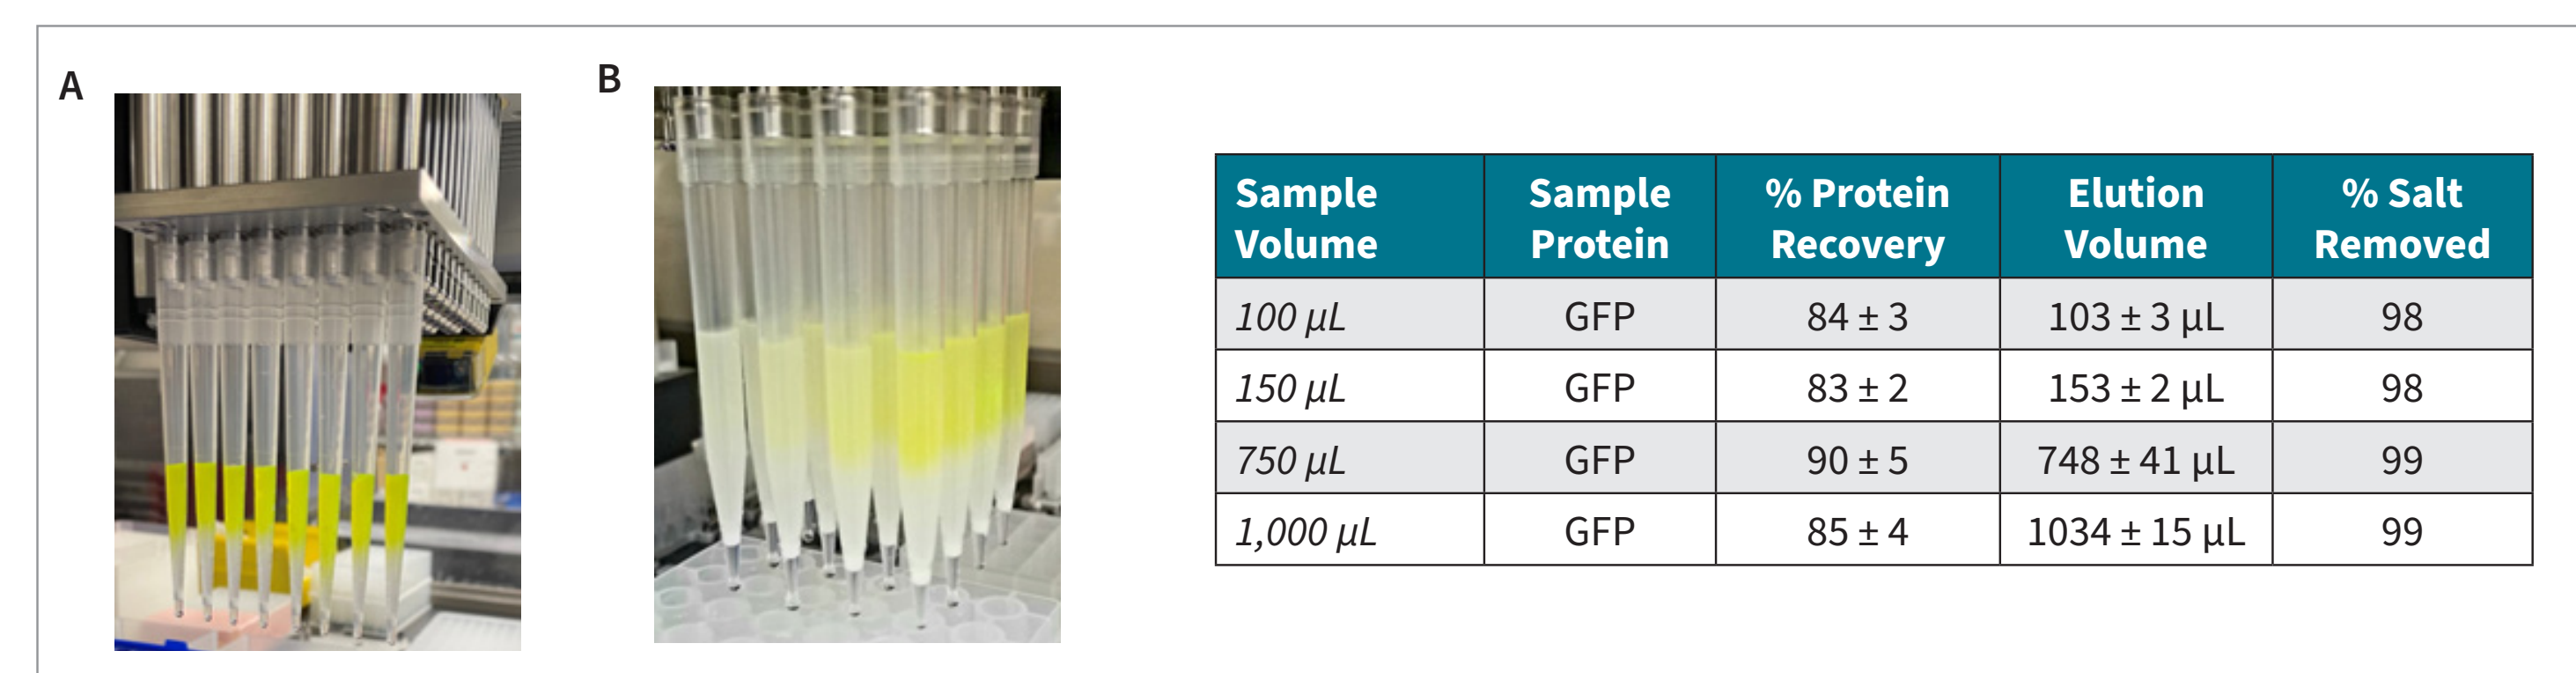 A
B
Sample Volume | Sample Protein | % Protein Recovery | Elution Volume | % Salt Removed
100 µL | GFP | 84 ± 3 | 103 ± 3 µL | 98
150 µL | GFP | 83 ± 2 | 153 ± 2 µL | 98
750 µL | GFP | 90 ± 5 | 748 ± 41 µL | 99
1,000 µL | GFP | 85 ± 4 | 1034 ± 15 µL | 99